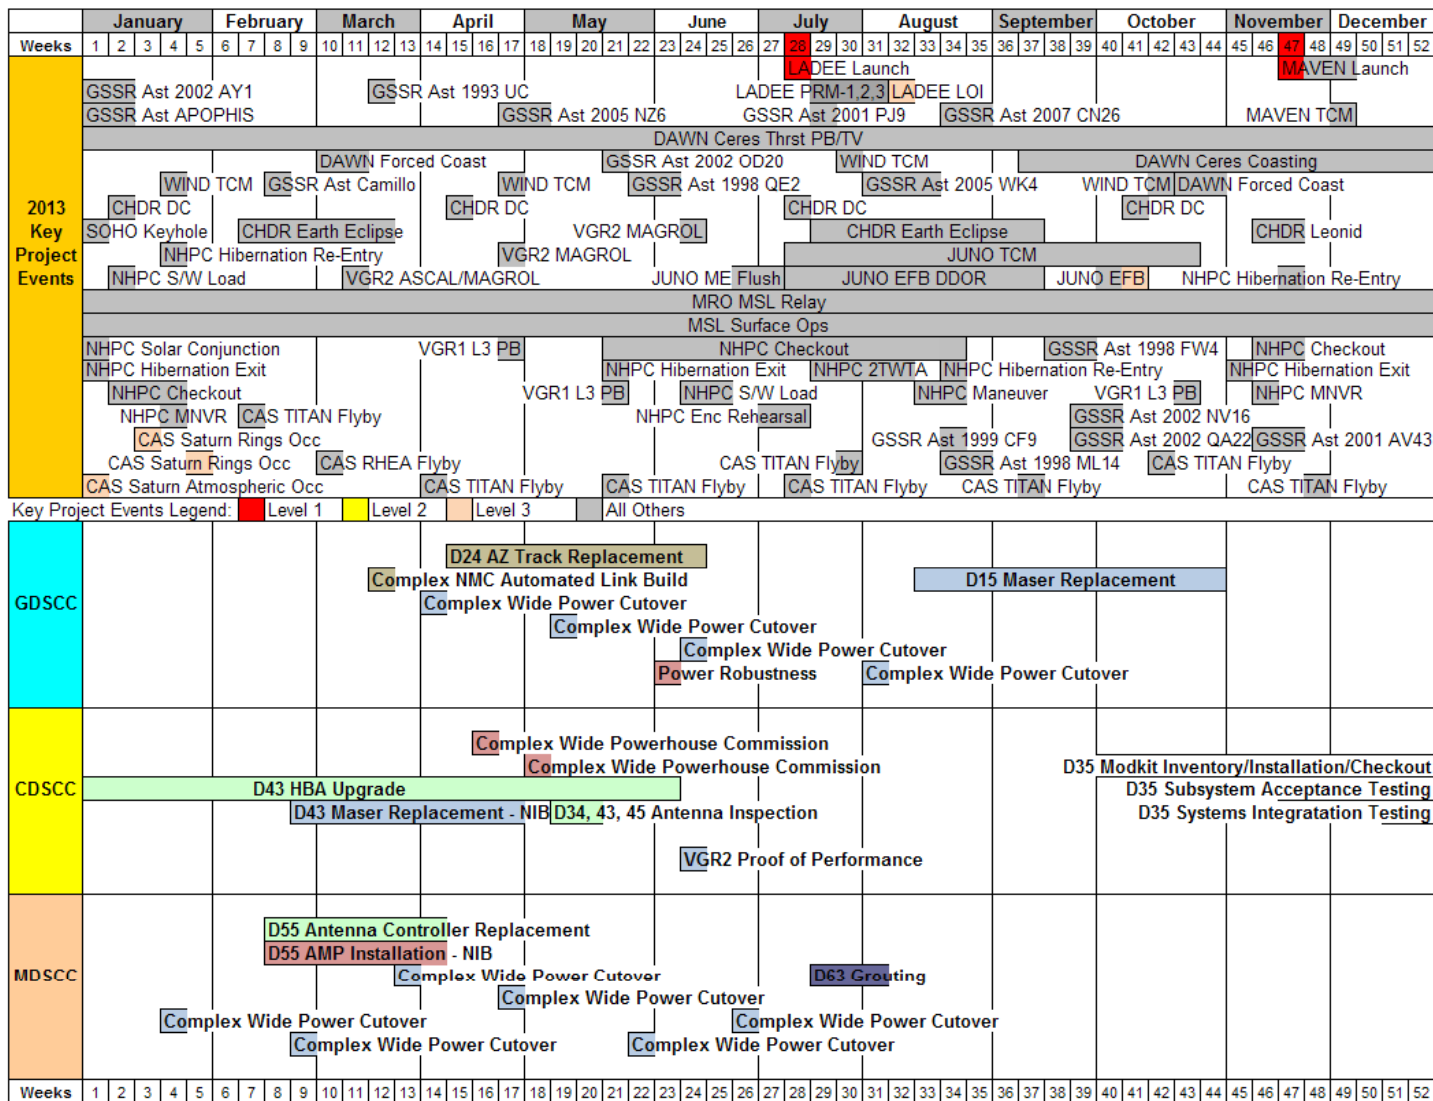 January February March April May June July August September October November December
Weeks 1 2 3 4 5 6 7 8 9 10 11 12 13 14 15 16 17 18 19 20 21 22 23 24 25 26 27 28 29 30 31 32 33 34 35 36 37 38 39 40 41 42 43 44 45 46 47 48 49 50 51 52
2013 Key Project Events
LADEE Launch MAVEN Launch
GSSR Ast 2002 AY1 GSSR Ast 1993 UC LADEE PRM-1,2,3 LADEE LOI
GSSR Ast APOPHIS GSSR Ast 2005 NZ6 GSSR Ast 2001 PJ9 GSSR Ast 2007 CN26 MAVEN TCM
DAWN Ceres Thrst PB/TV
DAWN Forced Coast GSSR Ast 2002 OD20 WIND TCM DAWN Ceres Coasting
WIND TCM GSSR Ast Camillo WIND TCM GSSR Ast 1998 QE2 GSSR Ast 2005 WK4 WIND TCM DAWN Forced Coast
CHDR DC CHDR DC CHDR DC CHDR DC
SOHO Keyhole CHDR Earth Eclipse VGR2 MAGROL CHDR Earth Eclipse CHDR Leonid
NHPC Hibernation Re-Entry VGR2 MAGROL JUNO TCM
NHPC S/W Load VGR2 ASCAL/MAGROL JUNO ME Flush JUNO EFB DDOR JUNO EFB NHPC Hibernation Re-Entry
MRO MSL Relay
MSL Surface Ops
NHPC Solar Conjunction VGR1 L3 PB NHPC Checkout GSSR Ast 1998 FW4 NHPC Checkout
NHPC Hibernation Exit NHPC Hibernation Exit NHPC 2TWTA NHPC Hibernation Re-Entry NHPC Hibernation Exit
NHPC Checkout VGR1 L3 PB NHPC S/W Load NHPC Maneuver VGR1 L3 PB NHPC MNVR
NHPC MNVR CAS TITAN Flyby NHPC Enc Rehearsal GSSR Ast 2002 NV16
CAS Saturn Rings Occ GSSR Ast 1999 CF9 GSSR Ast 2002 QA22 GSSR Ast 2001 AV43
CAS Saturn Rings Occ CAS RHEA Flyby CAS TITAN Flyby GSSR Ast 1998 ML14 CAS TITAN Flyby
CAS Saturn Atmospheric Occ CAS TITAN Flyby CAS TITAN Flyby CAS TITAN Flyby CAS TITAN Flyby CAS TITAN Flyby
Key Project Events Legend: Level 1 Level 2 Level 3 All Others
GDSCC
D24 AZ Track Replacement
Complex NMC Automated Link Build D15 Maser Replacement
Complex Wide Power Cutover
Complex Wide Power Cutover
Complex Wide Power Cutover
Power Robustness Complex Wide Power Cutover
CDSCC
Complex Wide Powerhouse Commission
Complex Wide Powerhouse Commission D35 Modkit Inventory/Installation/Checkout
D43 HBA Upgrade D35 Subsystem Acceptance Testing
D43 Maser Replacement - NIB D34, 43, 45 Antenna Inspection D35 Systems Integratation Testing
VGR2 Proof of Performance
MDSCC
D55 Antenna Controller Replacement
D55 AMP Installation - NIB
Complex Wide Power Cutover D63 Grouting
Complex Wide Power Cutover
Complex Wide Power Cutover Complex Wide Power Cutover
Complex Wide Power Cutover Complex Wide Power Cutover
Weeks 1 2 3 4 5 6 7 8 9 10 11 12 13 14 15 16 17 18 19 20 21 22 23 24 25 26 27 28 29 30 31 32 33 34 35 36 37 38 39 40 41 42 43 44 45 46 47 48 49 50 51 52